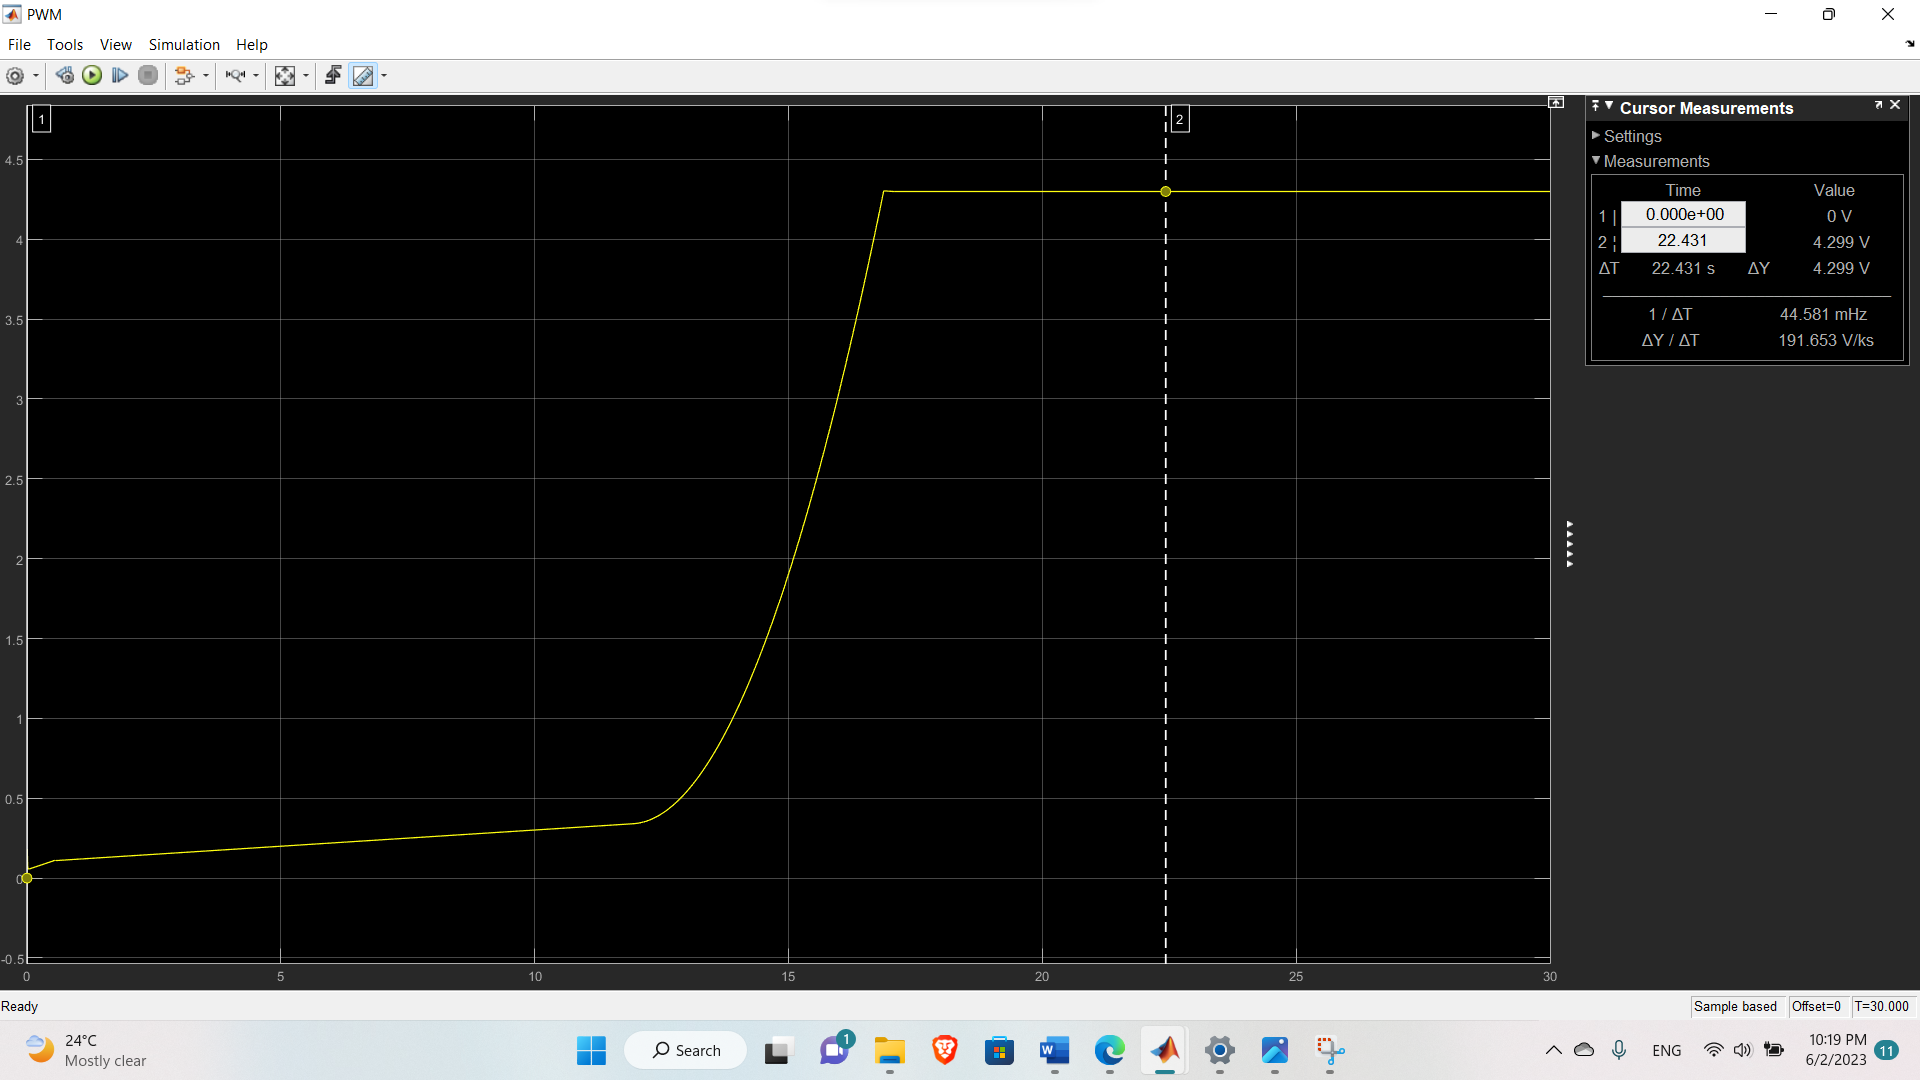 PWM
File Tools View Simulation Help
1
2
4.5
4
3.5
3
2.5
2
1.5
1
0.5
0
-0.5
0 5 10 15 20 25 30
Cursor Measurements
Settings
Measurements
Time Value
1 | 0.000e+00 0 V
2 ¦ 22.431 4.299 V
ΔT 22.431 s ΔY 4.299 V
1 / ΔT 44.581 mHz
ΔY / ΔT 191.653 V/ks
Ready
Sample based Offset=0 T=30.000
24°C
Mostly clear
Search
1
W
ENG
10:19 PM
6/2/2023
11